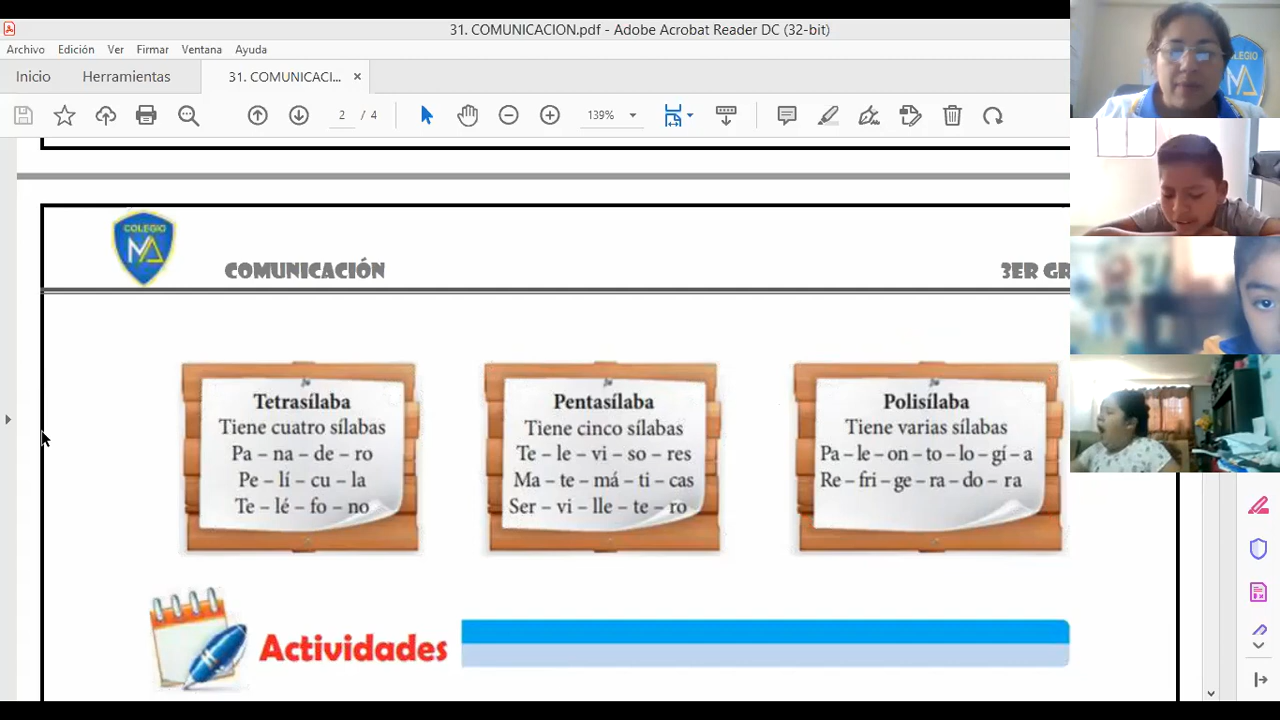 31. COMUNICACION.pdf - Adobe Acrobat Reader DC (32-bit)
Archivo Edición Ver Firmar Ventana Ayuda
Inicio Herramientas 31. COMUNICACI... ×
2 / 4 139%
COLEGIO
MA
COMUNICACIÓN
3ER GR
Tetrasílaba
Tiene cuatro sílabas
Pa – na – de – ro
Pe – lí – cu – la
Te – lé – fo – no
Pentasílaba
Tiene cinco sílabas
Te – le – vi – so – res
Ma – te – má – ti – cas
Ser – vi – lle – te – ro
Polisílaba
Tiene varias sílabas
Pa – le – on – to – lo – gí – a
Re – fri – ge – ra – do – ra
Actividades